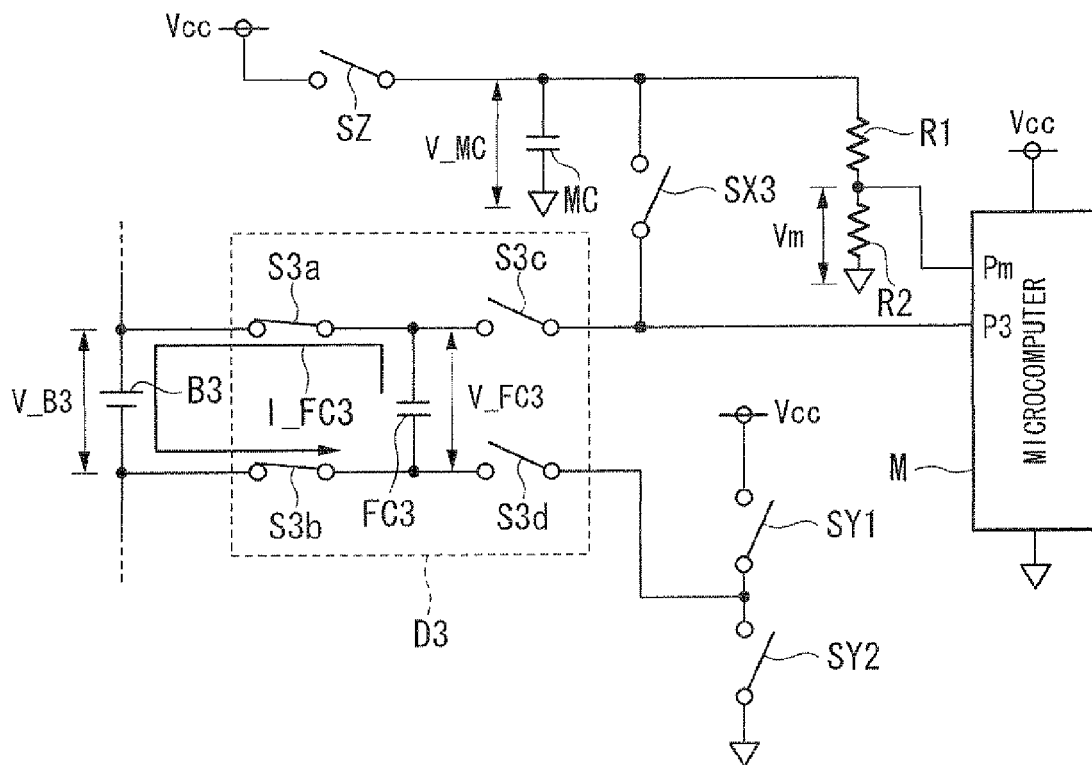 Vcc
SZ
V_MC
MC
SX3
R1
Vcc
Vm
R2
Pm
P3
MICROCOMPUTER
M
S3a
S3c
V_B3
B3
I_FC3
V_FC3
S3b
FC3
S3d
D3
Vcc
SY1
SY2